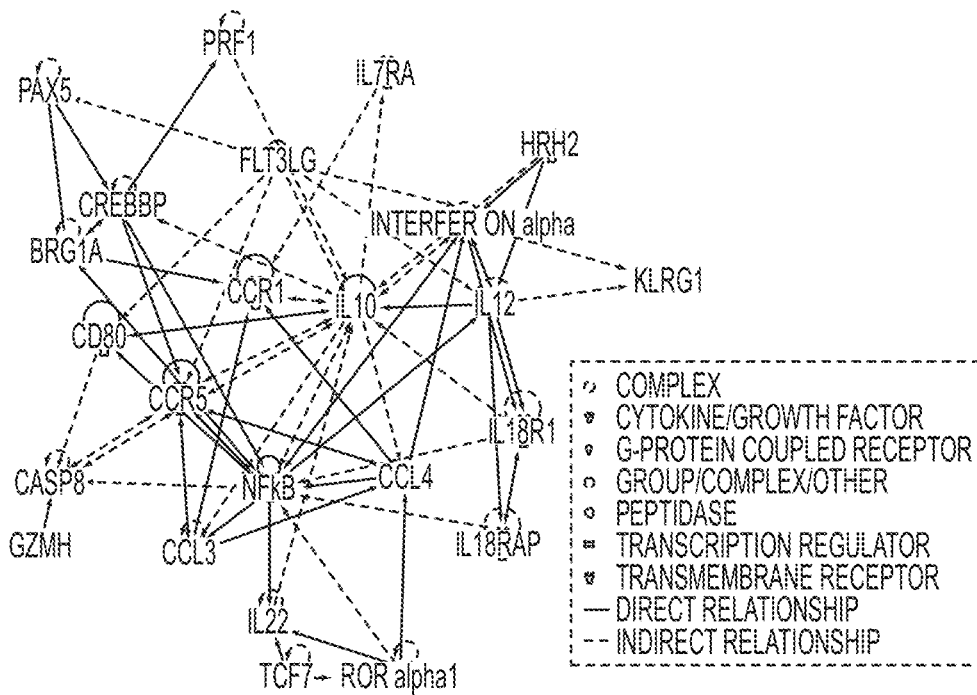 PRF1
IL7RA
PAX5
HRH2
FLT3LG
CREBBP
INTERFER ON alpha
BRG1A
CCR1
KLRG1
IL10
IL12
CD80
CCR5
IL18R1
CASP8
NFkB
CCL4
GZMH
CCL3
IL18RAP
IL22
TCF7
ROR alpha1
COMPLEX
CYTOKINE/GROWTH FACTOR
G-PROTEIN COUPLED RECEPTOR
GROUP/COMPLEX/OTHER
PEPTIDASE
TRANSCRIPTION REGULATOR
TRANSMEMBRANE RECEPTOR
DIRECT RELATIONSHIP
INDIRECT RELATIONSHIP